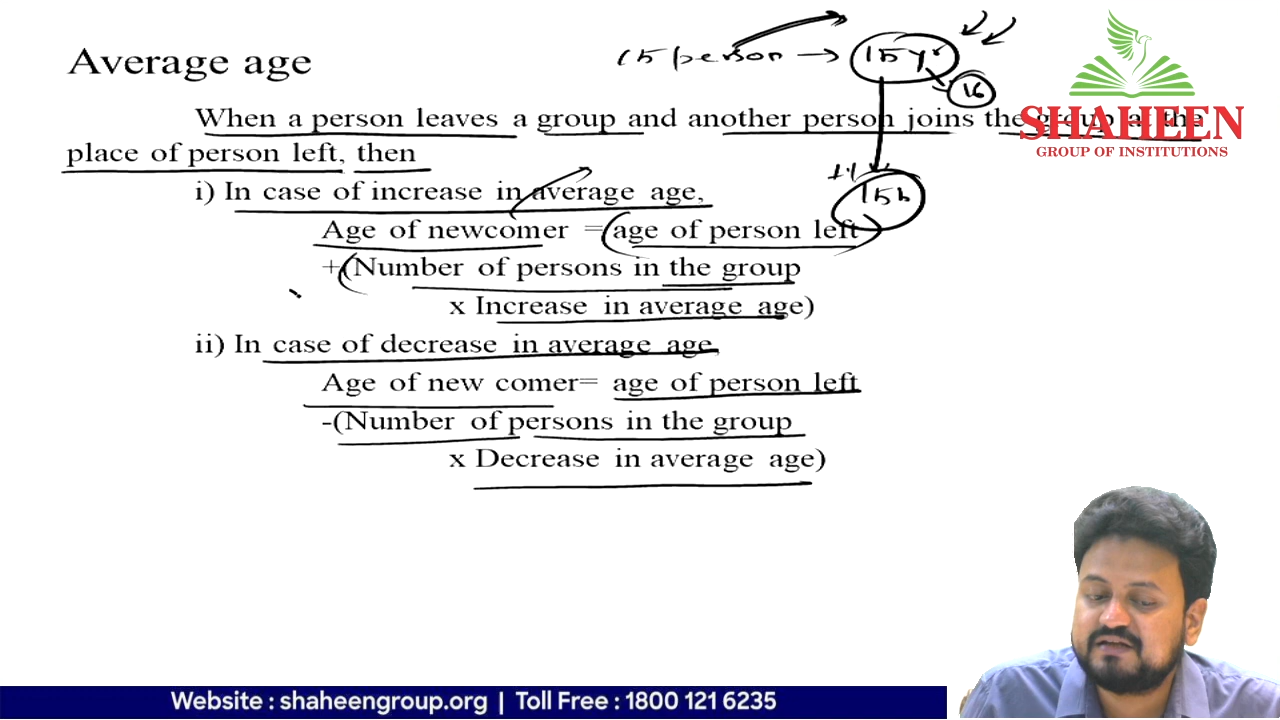 15 person → 15 yr
16
Average age
SHAHEEN
GROUP OF INSTITUTIONS
When a person leaves a group and another person joins the group at the
place of person left, then
i) In case of increase in average age,
Age of newcomer = (age of person left
+(Number of persons in the group
x Increase in average age)
ii) In case of decrease in average age,
Age of new comer= age of person left
-(Number of persons in the group
x Decrease in average age)
Website : shaheengroup.org | Toll Free : 1800 121 6235